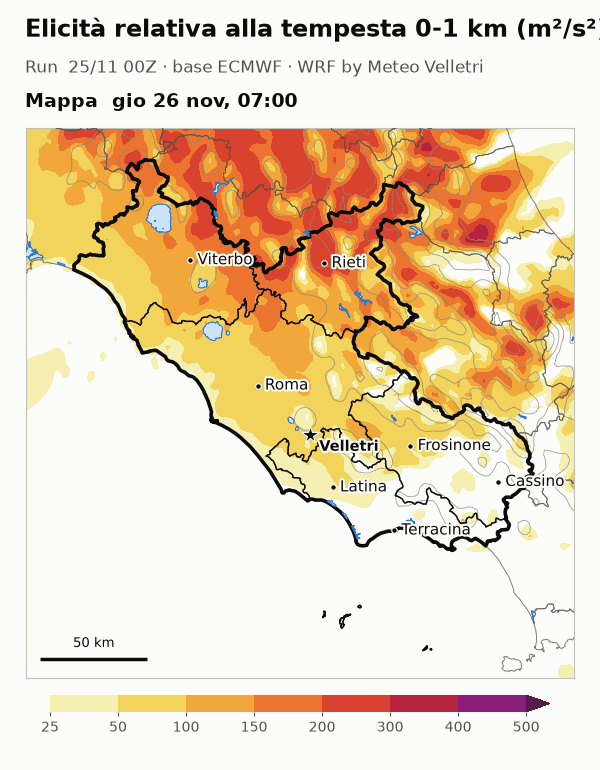 Elicità relativa alla tempesta 0-1 km (m²/s²)
Run 25/11 00Z · base ECMWF · WRF by Meteo Velletri
Mappa gio 26 nov, 07:00
Viterbo
Rieti
Roma
Velletri
Frosinone
Latina
Cassino
Terracina
50 km
25 50 100 150 200 300 400 500